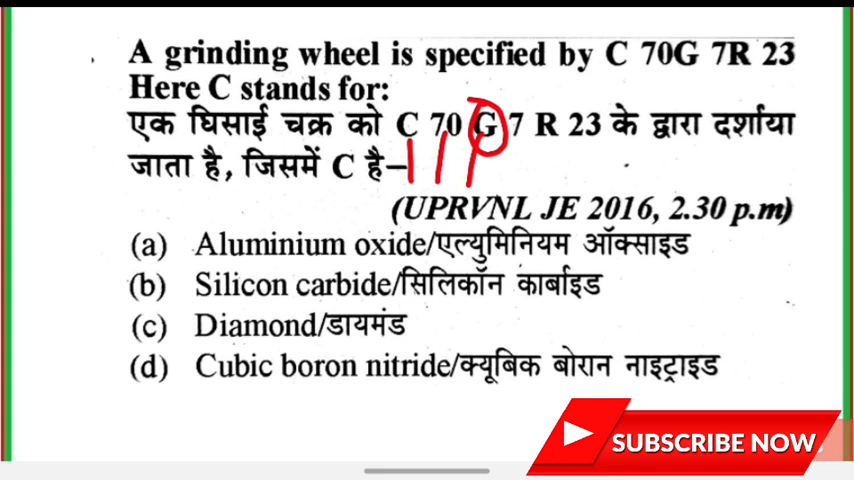 A grinding wheel is specified by C 70G 7R 23
Here C stands for:
एक घिसाई चक्र को C 70 G 7 R 23 के द्वारा दर्शाया
जाता है, जिसमें C है–
(UPRVNL JE 2016, 2.30 p.m)
(a) Aluminium oxide/एल्युमिनियम ऑक्साइड
(b) Silicon carbide/सिलिकॉन कार्बाइड
(c) Diamond/डायमंड
(d) Cubic boron nitride/क्यूबिक बोरान नाइट्राइड
SUBSCRIBE NOW